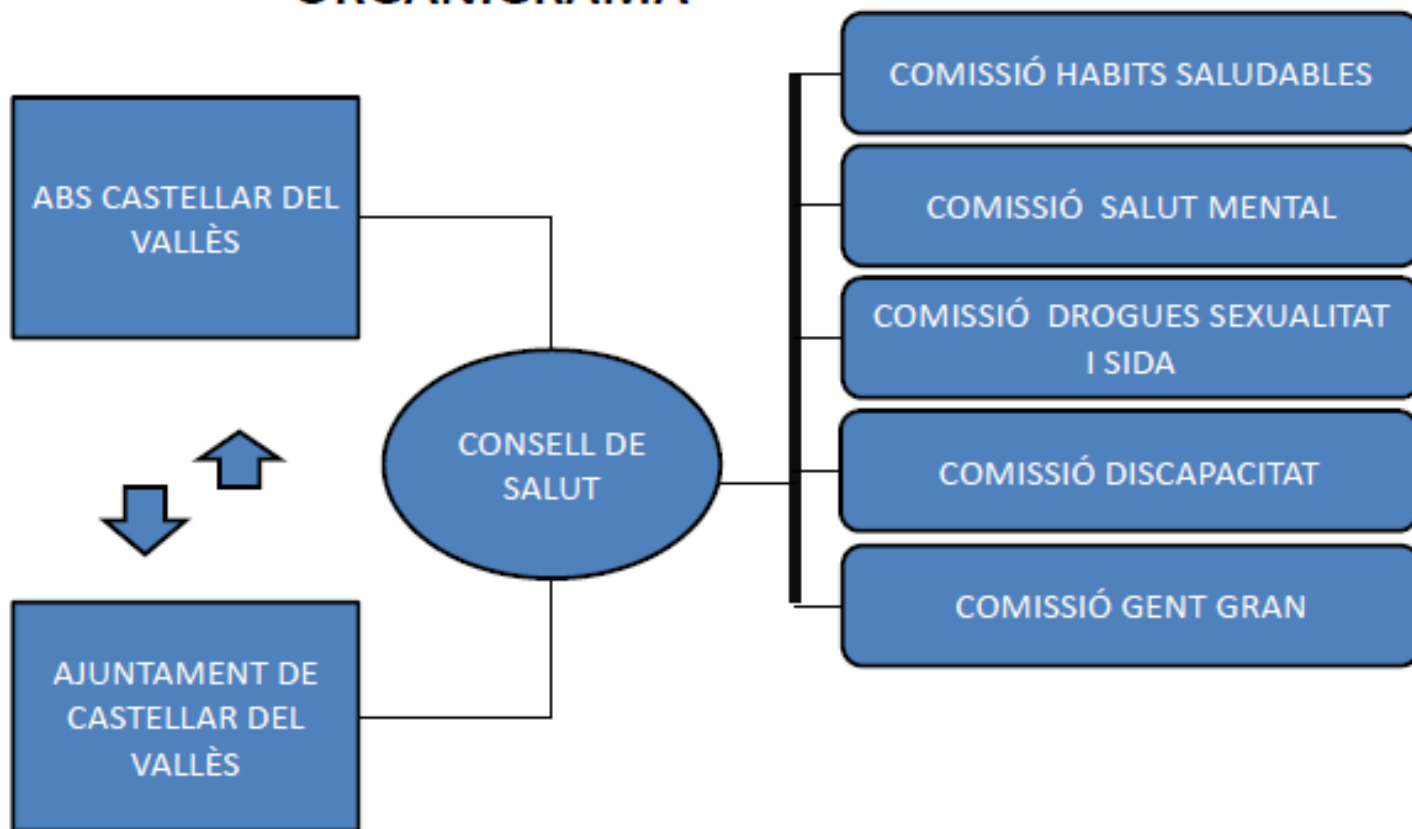 ORGANIGRAMA
ABS CASTELLAR DEL
VALLÈS
AJUNTAMENT DE
CASTELLAR DEL
VALLÈS
CONSELL DE
SALUT
COMISSIÓ HABITS SALUDABLES
COMISSIÓ SALUT MENTAL
COMISSIÓ DROGUES SEXUALITAT
I SIDA
COMISSIÓ DISCAPACITAT
COMISSIÓ GENT GRAN